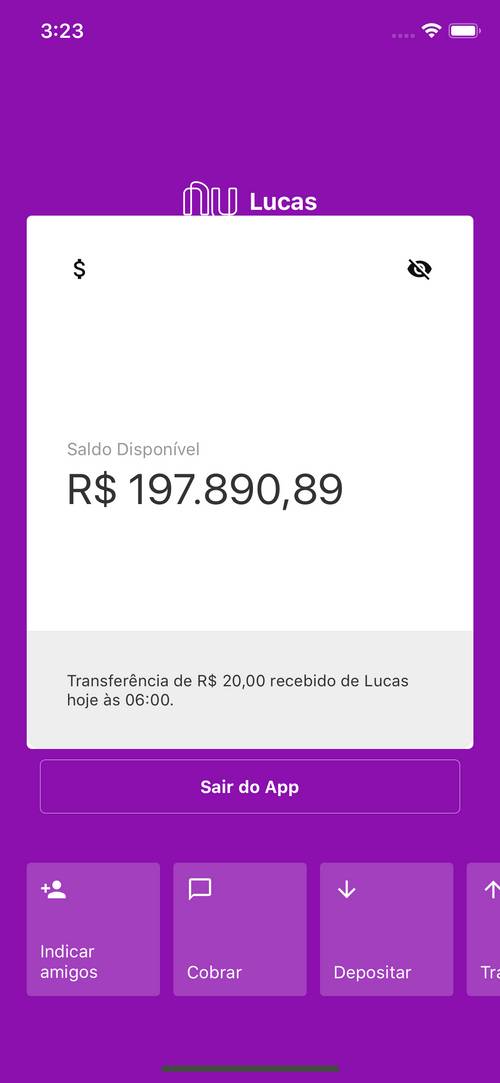 3:23
nu Lucas
$
Saldo Disponível
R$ 197.890,89
Transferência de R$ 20,00 recebido de Lucas
hoje às 06:00.
Sair do App
Indicar
amigos
Cobrar
Depositar
Tra